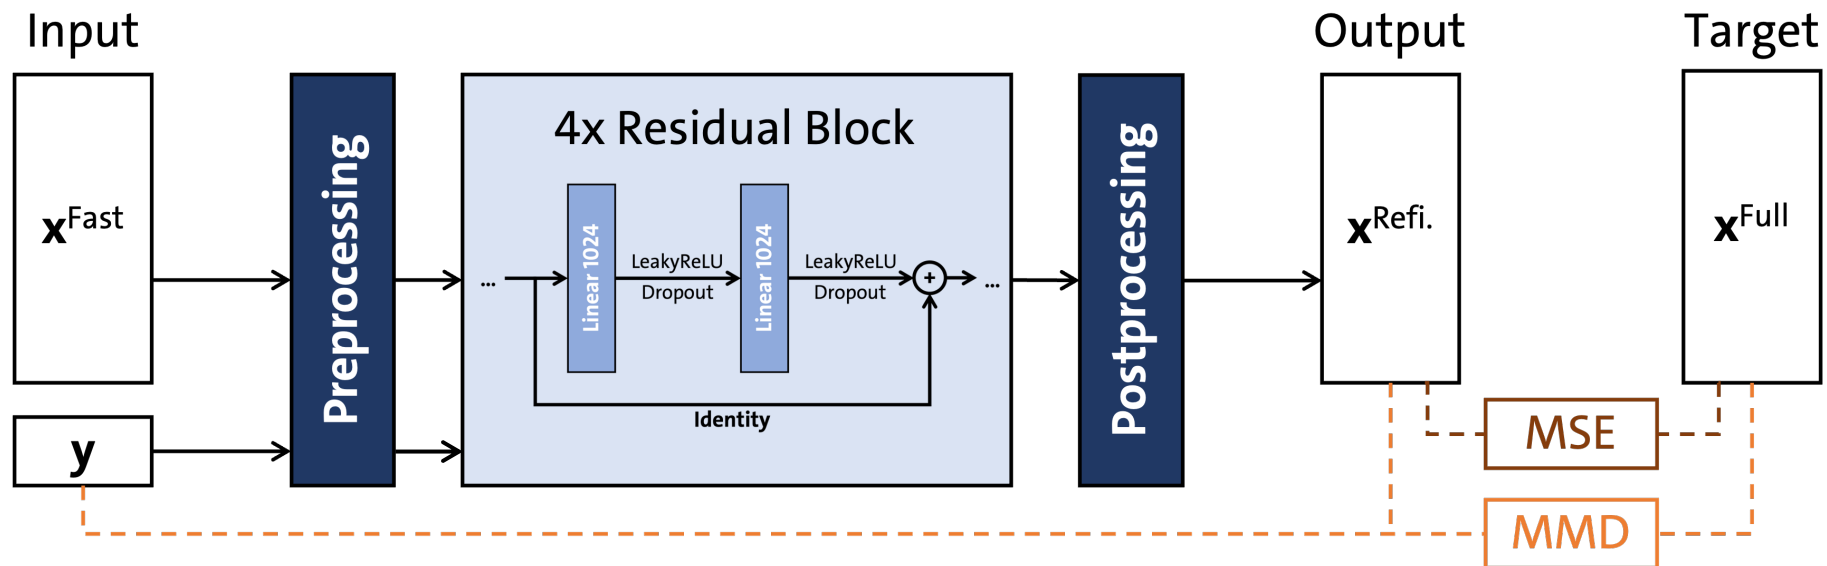 Input
Output
Target
x^Fast
y
Preprocessing
4x Residual Block
...
Linear 1024
LeakyReLU
Dropout
Linear 1024
LeakyReLU
Dropout
+
...
Identity
Postprocessing
x^Refi.
x^Full
MSE
MMD